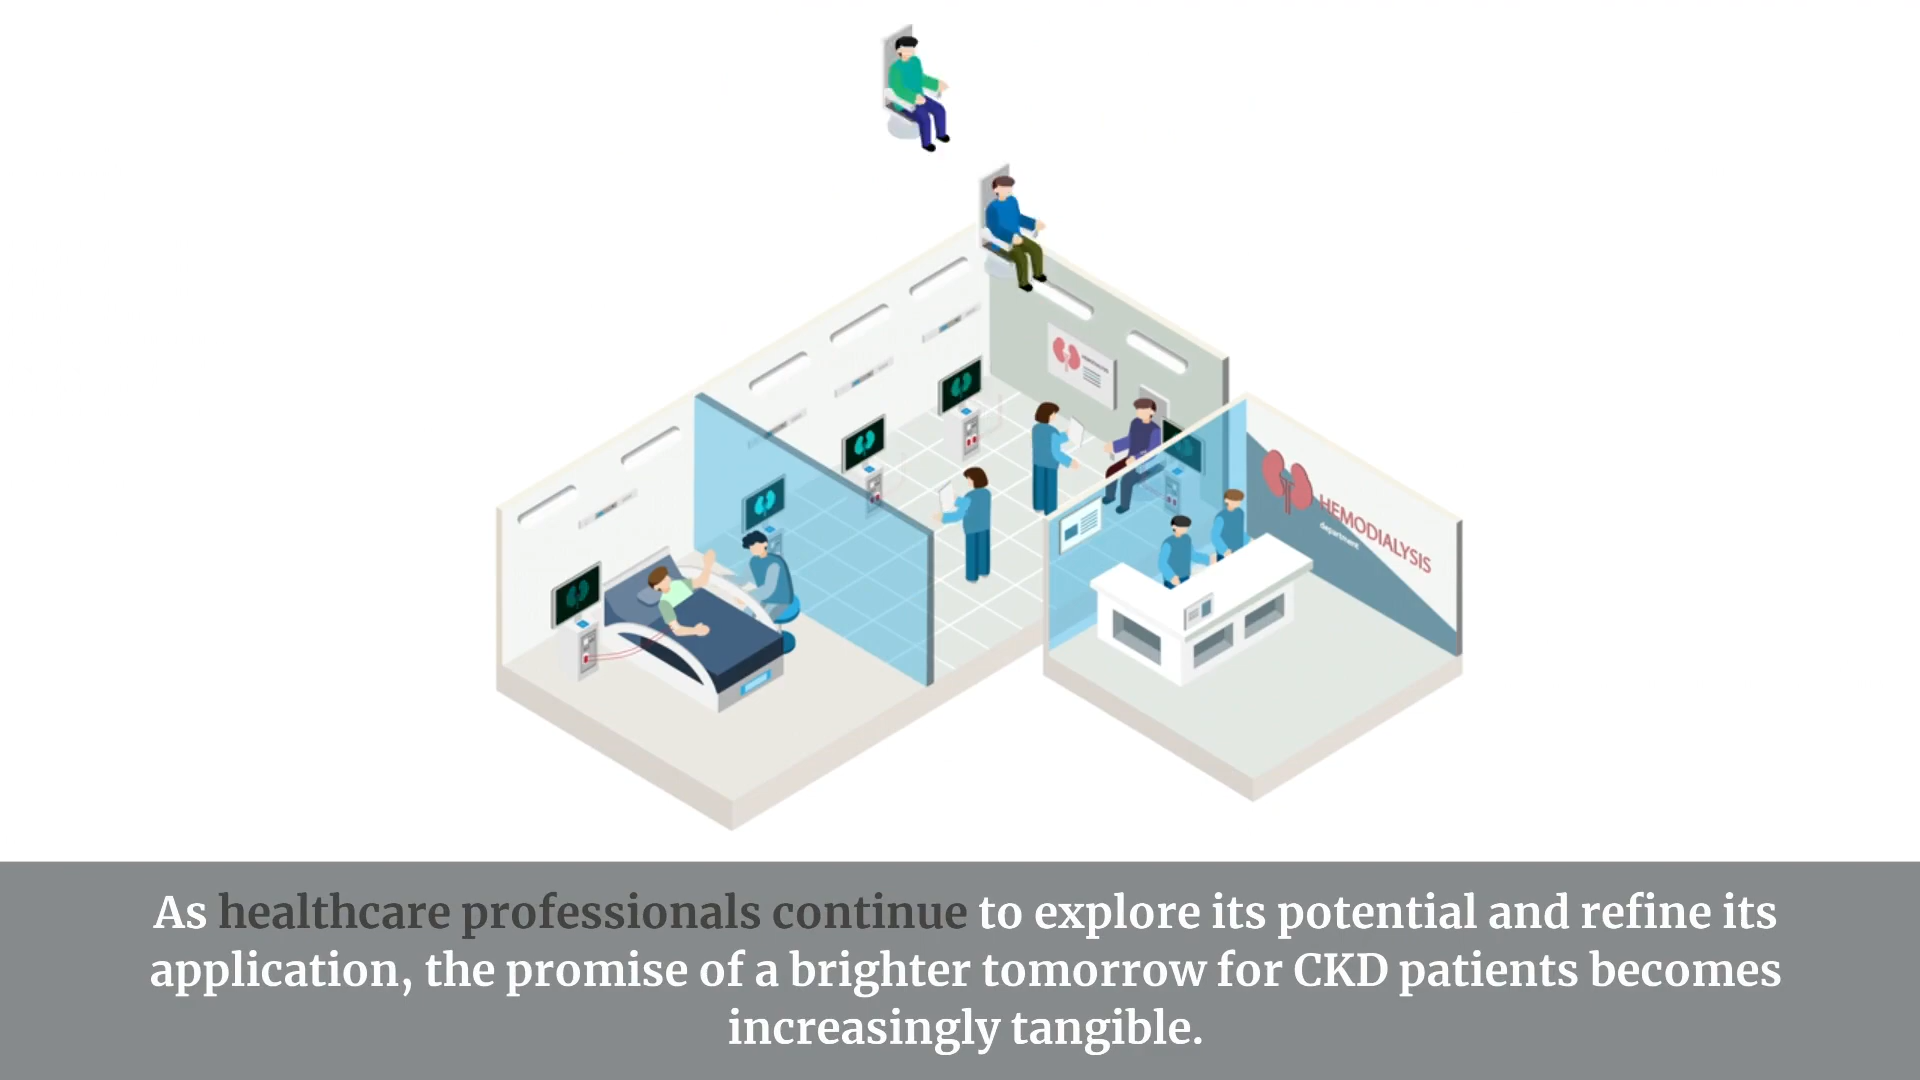 HEMODIALYSIS
department
As healthcare professionals continue to explore its potential and refine its
application, the promise of a brighter tomorrow for CKD patients becomes
increasingly tangible.